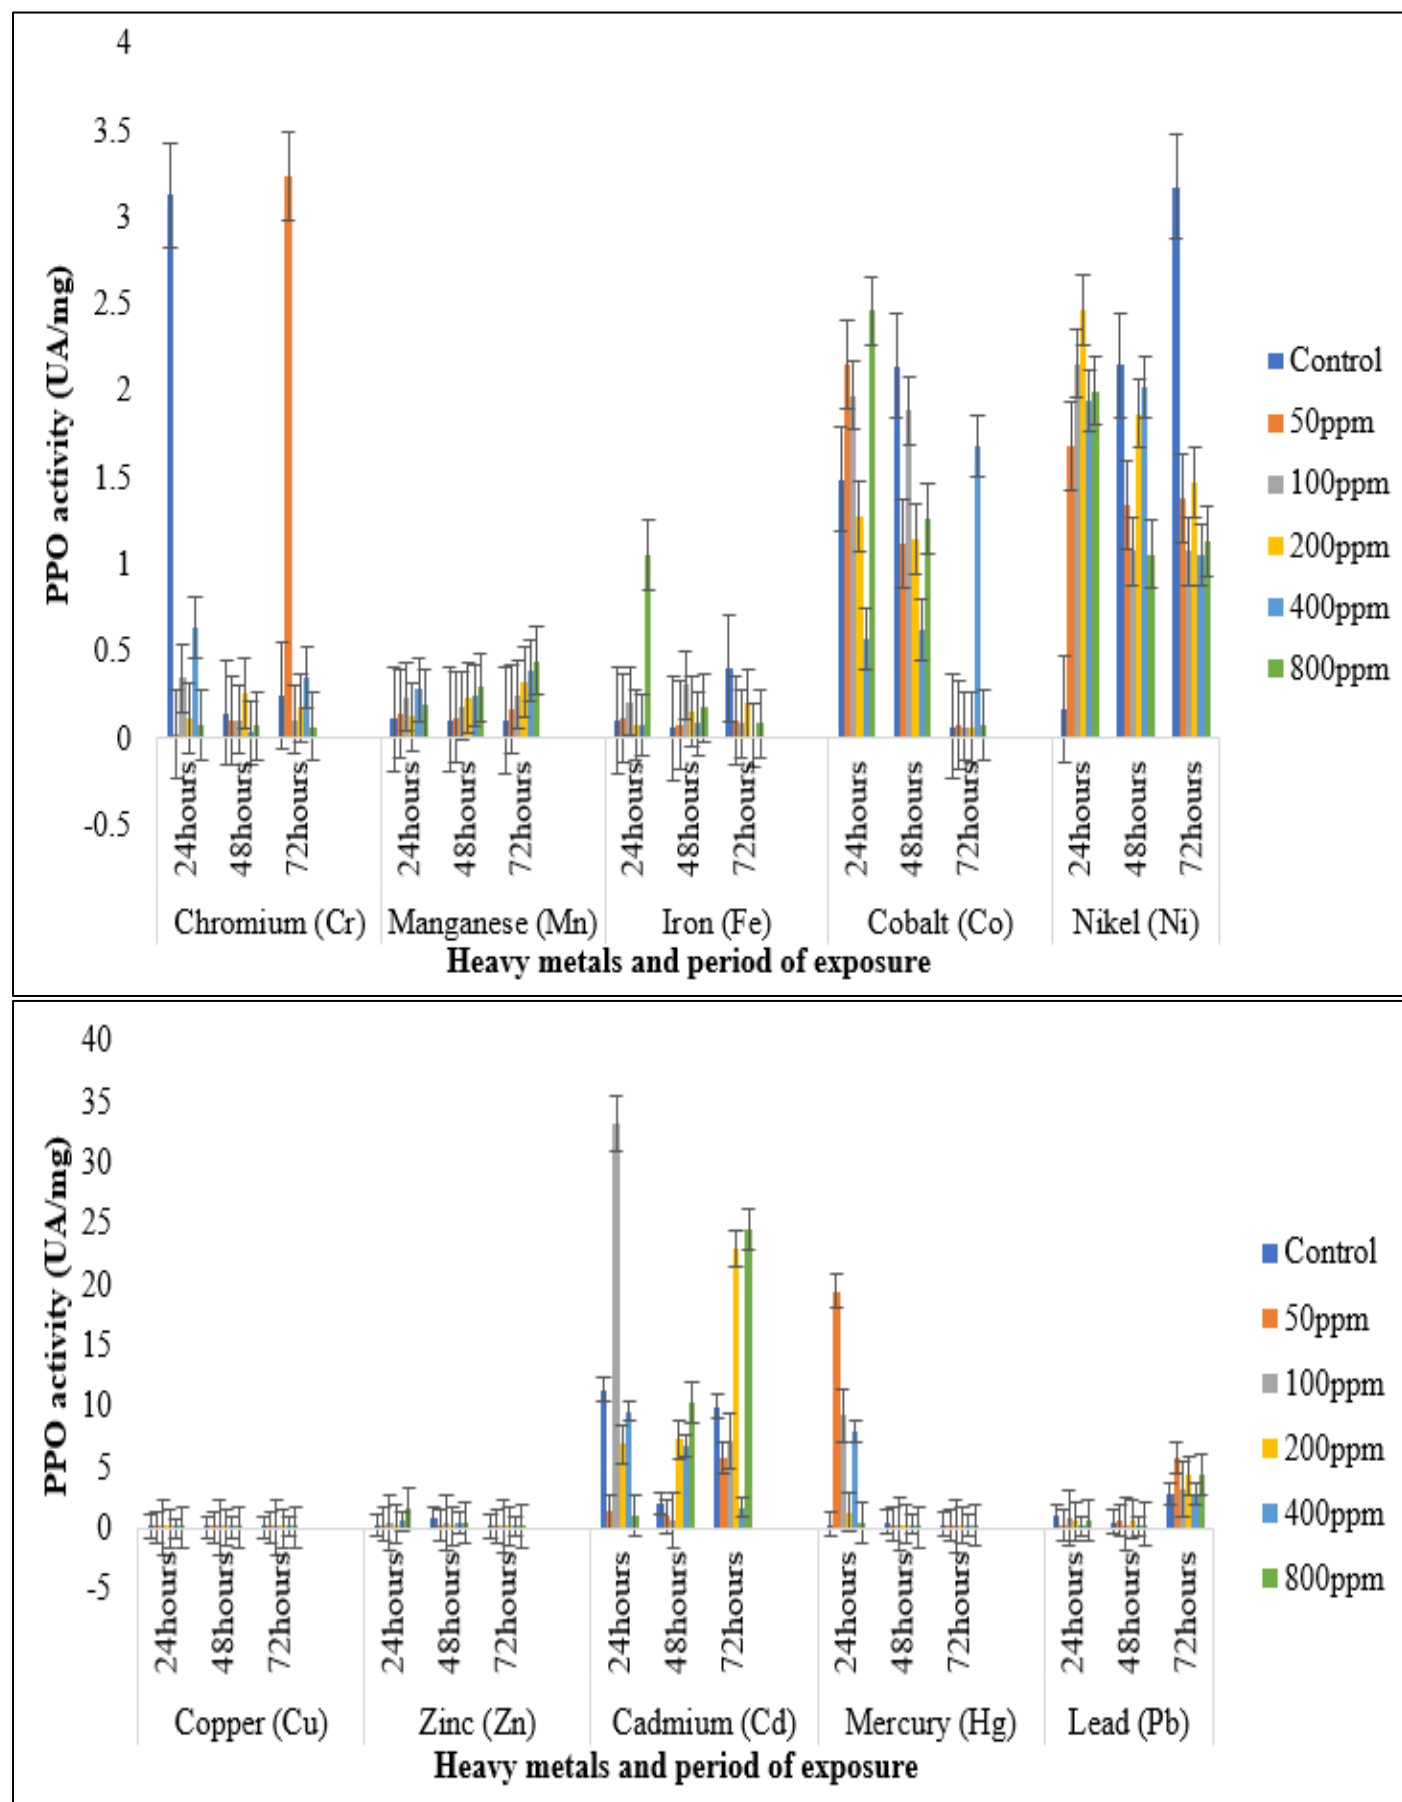 4
3.5
3
2.5
2
1.5
1
0.5
0
-0.5
PPO activity (UA/mg)
24hours
48hours
72hours
24hours
48hours
72hours
24hours
48hours
72hours
24hours
48hours
72hours
24hours
48hours
72hours
Chromium (Cr)
Manganese (Mn)
Iron (Fe)
Cobalt (Co)
Nikel (Ni)
Heavy metals and period of exposure
Control
50ppm
100ppm
200ppm
400ppm
800ppm
40
35
30
25
20
15
10
5
0
-5
PPO activity (UA/mg)
24hours
48hours
72hours
24hours
48hours
72hours
24hours
48hours
72hours
24hours
48hours
72hours
24hours
48hours
72hours
Copper (Cu)
Zinc (Zn)
Cadmium (Cd)
Mercury (Hg)
Lead (Pb)
Heavy metals and period of exposure
Control
50ppm
100ppm
200ppm
400ppm
800ppm